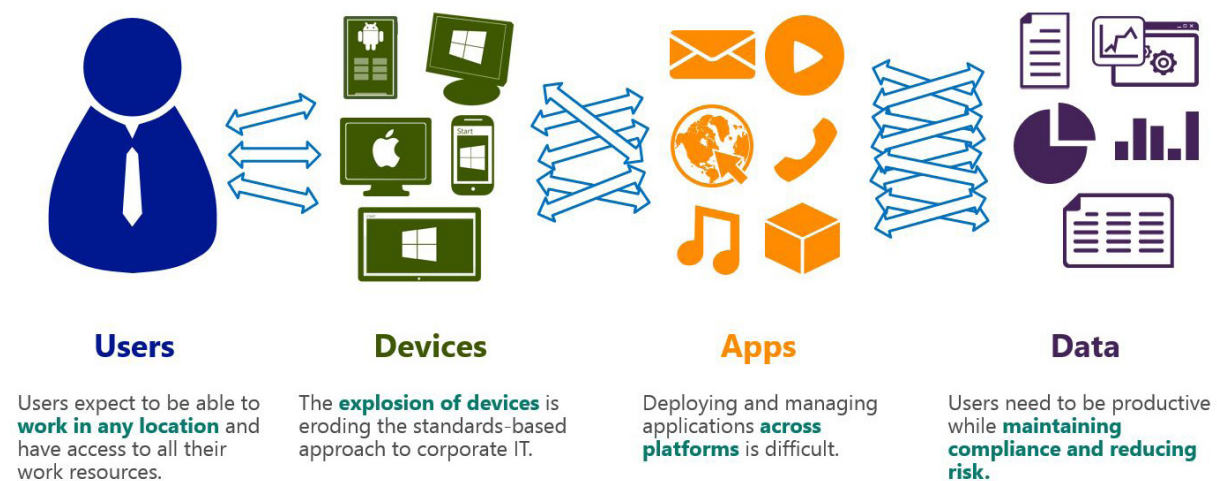 Start
Users
Devices
Apps
Data
Users expect to be able to
work in any location and
have access to all their
work resources.
The explosion of devices is
eroding the standards-based
approach to corporate IT.
Deploying and managing
applications across
platforms is difficult.
Users need to be productive
while maintaining
compliance and reducing
risk.